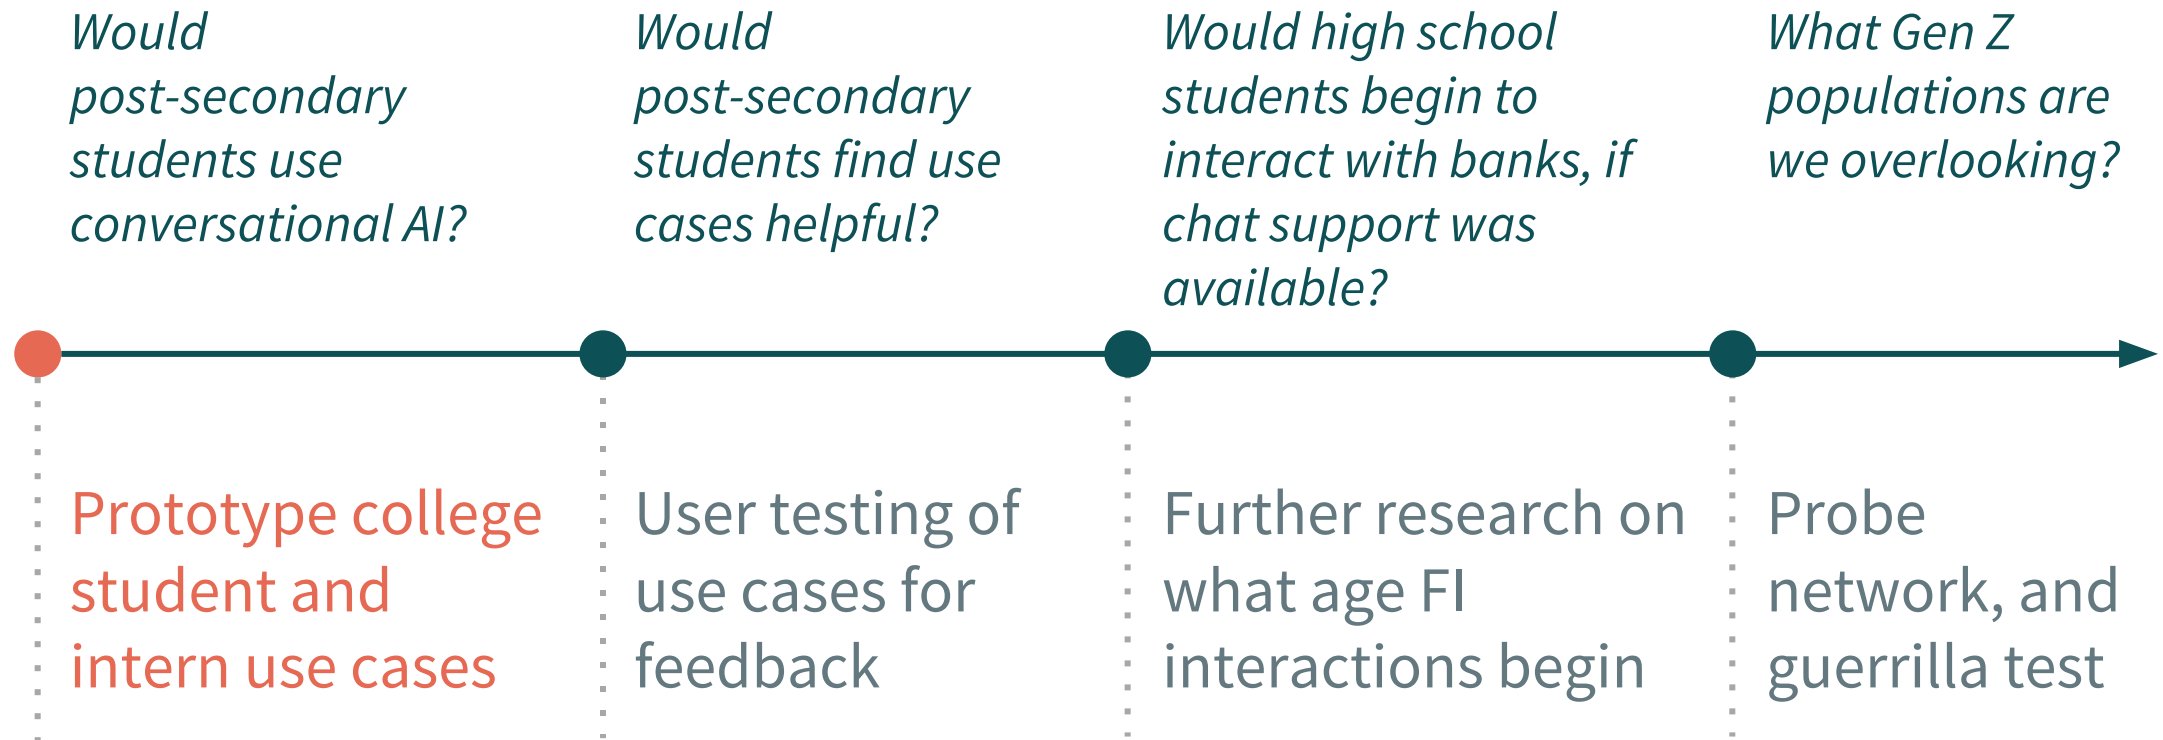 Would
post-secondary
students use
conversational AI?
Would
post-secondary
students find use
cases helpful?
Would high school
students begin to
interact with banks, if
chat support was
available?
What Gen Z
populations are
we overlooking?
Prototype college
student and
intern use cases
User testing of
use cases for
feedback
Further research on
what age FI
interactions begin
Probe
network, and
guerrilla test